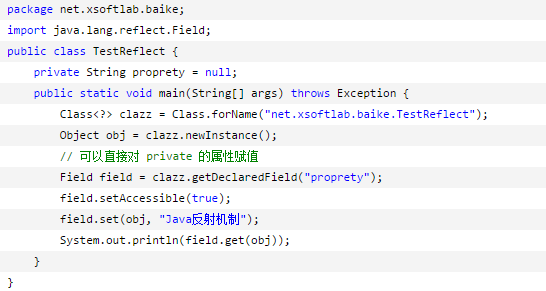 package net.xsoftlab.baike;
import java.lang.reflect.Field;
public class TestReflect {
    private String proprety = null;
    public static void main(String[] args) throws Exception {
        Class<?> clazz = Class.forName("net.xsoftlab.baike.TestReflect");
        Object obj = clazz.newInstance();
        // 可以直接对 private 的属性赋值
        Field field = clazz.getDeclaredField("proprety");
        field.setAccessible(true);
        field.set(obj, "Java反射机制");
        System.out.println(field.get(obj));
    }
}